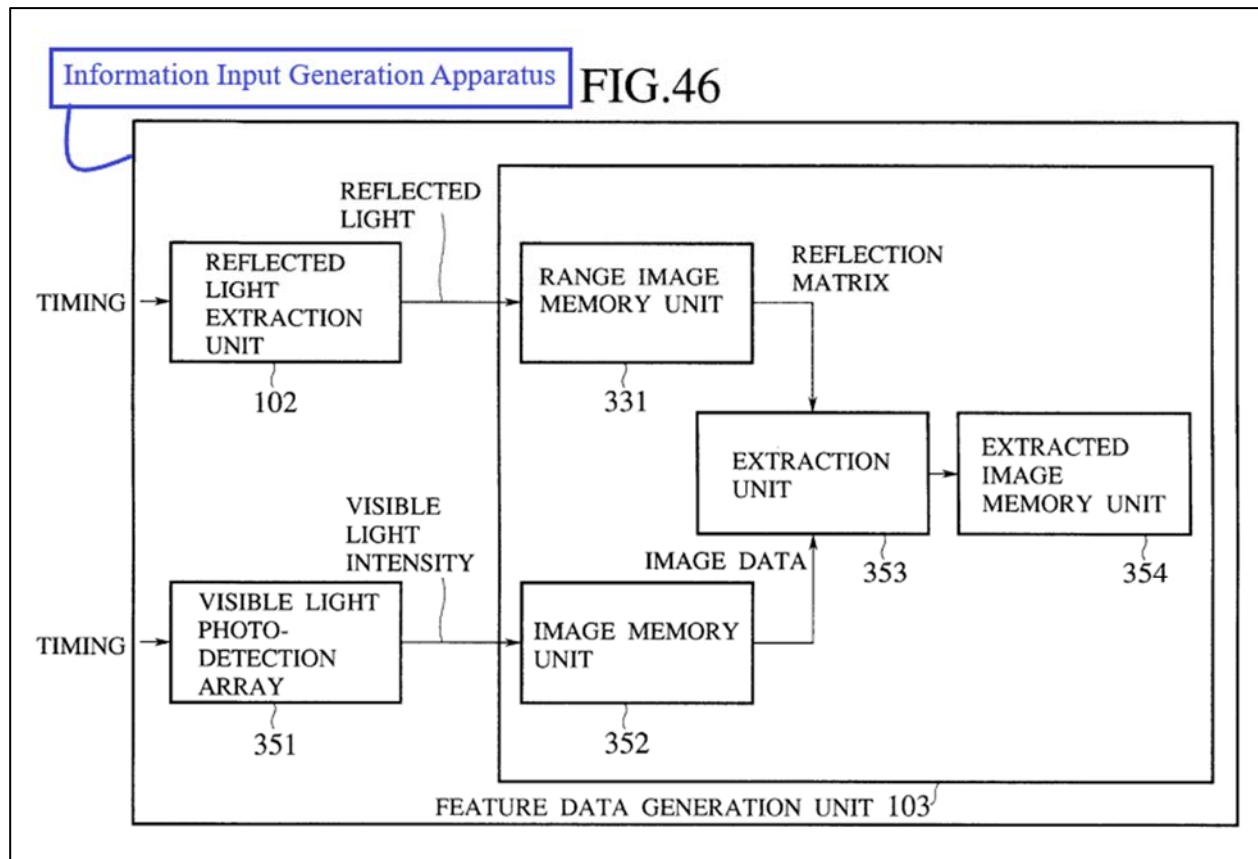 Information Input Generation Apparatus
FIG.46
REFLECTED
LIGHT
TIMING
REFLECTED
LIGHT
EXTRACTION
UNIT
102
RANGE IMAGE
MEMORY UNIT
331
REFLECTION
MATRIX
EXTRACTION
UNIT
353
EXTRACTED
IMAGE
MEMORY UNIT
354
VISIBLE
LIGHT
INTENSITY
IMAGE DATA
TIMING
VISIBLE LIGHT
PHOTO-
DETECTION
ARRAY
351
IMAGE MEMORY
UNIT
352
FEATURE DATA GENERATION UNIT 103